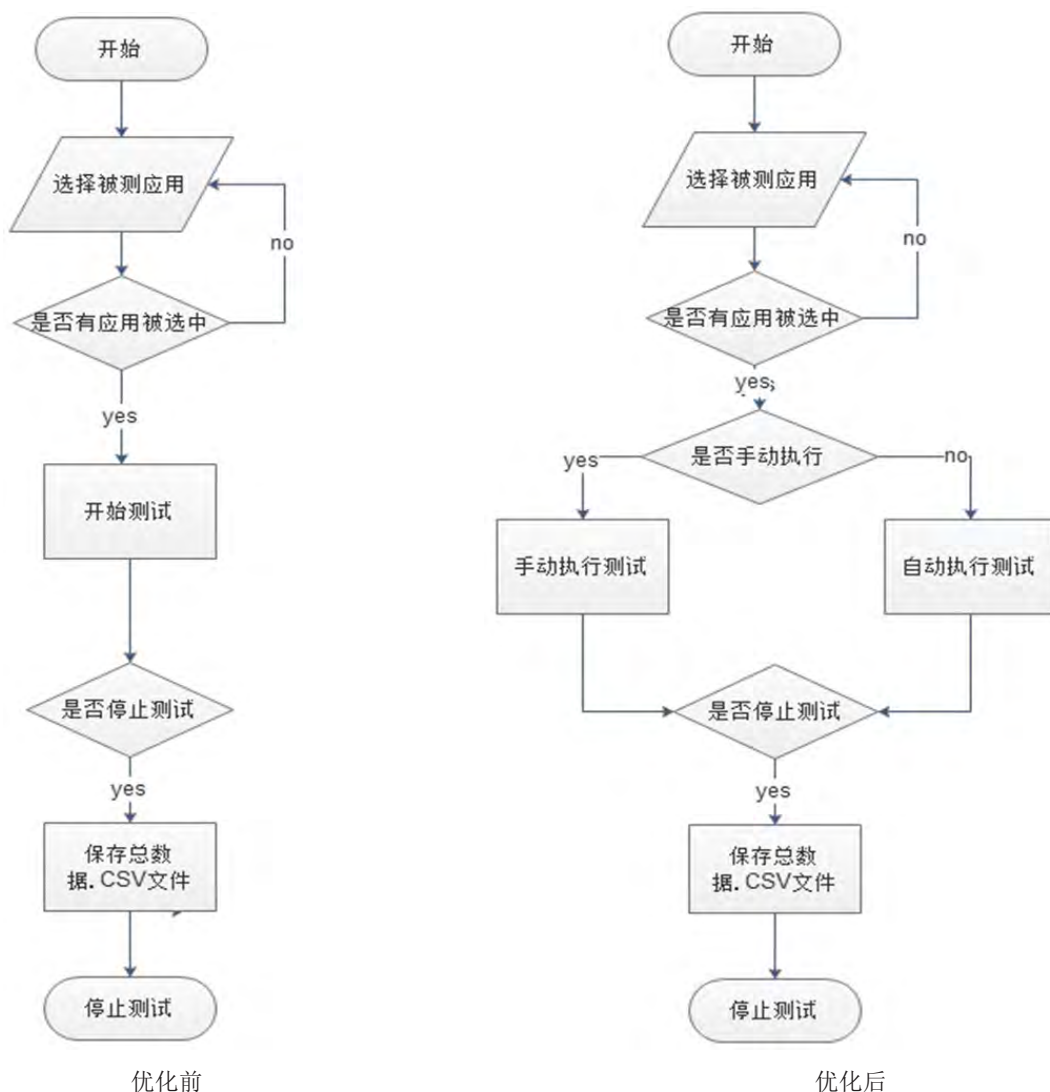 开始
选择被测应用
no
是否有应用被选中
yes
开始测试
是否停止测试
yes
保存总数
据. CSV文件
停止测试
优化前
开始
选择被测应用
no
是否有应用被选中
yes
是否手动执行
yes
no
手动执行测试
自动执行测试
是否停止测试
yes
保存总数
据. CSV文件
停止测试
优化后